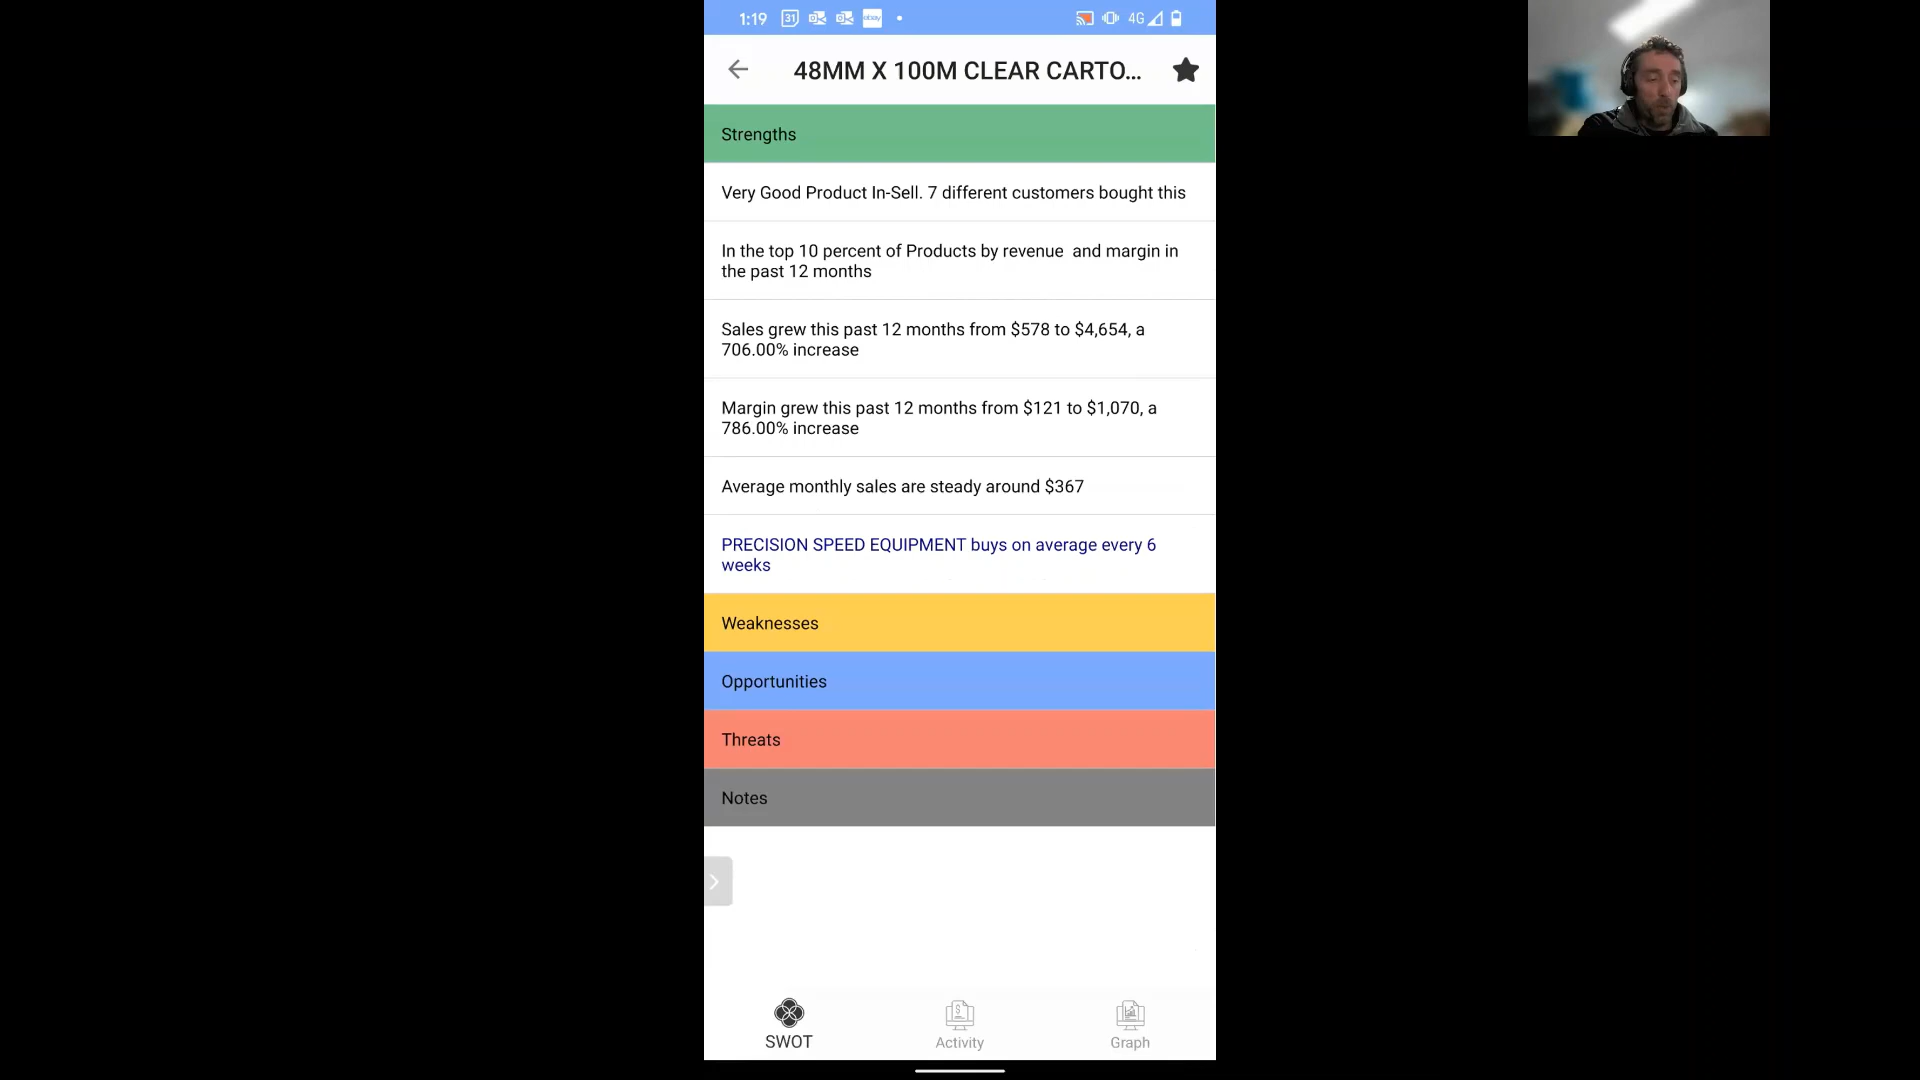 1:19 31 ebay 4G
48MM X 100M CLEAR CARTO...
Strengths
Very Good Product In-Sell. 7 different customers bought this
In the top 10 percent of Products by revenue  and margin in
the past 12 months
Sales grew this past 12 months from $578 to $4,654, a
706.00% increase
Margin grew this past 12 months from $121 to $1,070, a
786.00% increase
Average monthly sales are steady around $367
PRECISION SPEED EQUIPMENT buys on average every 6
weeks
Weaknesses
Opportunities
Threats
Notes
SWOT Activity Graph